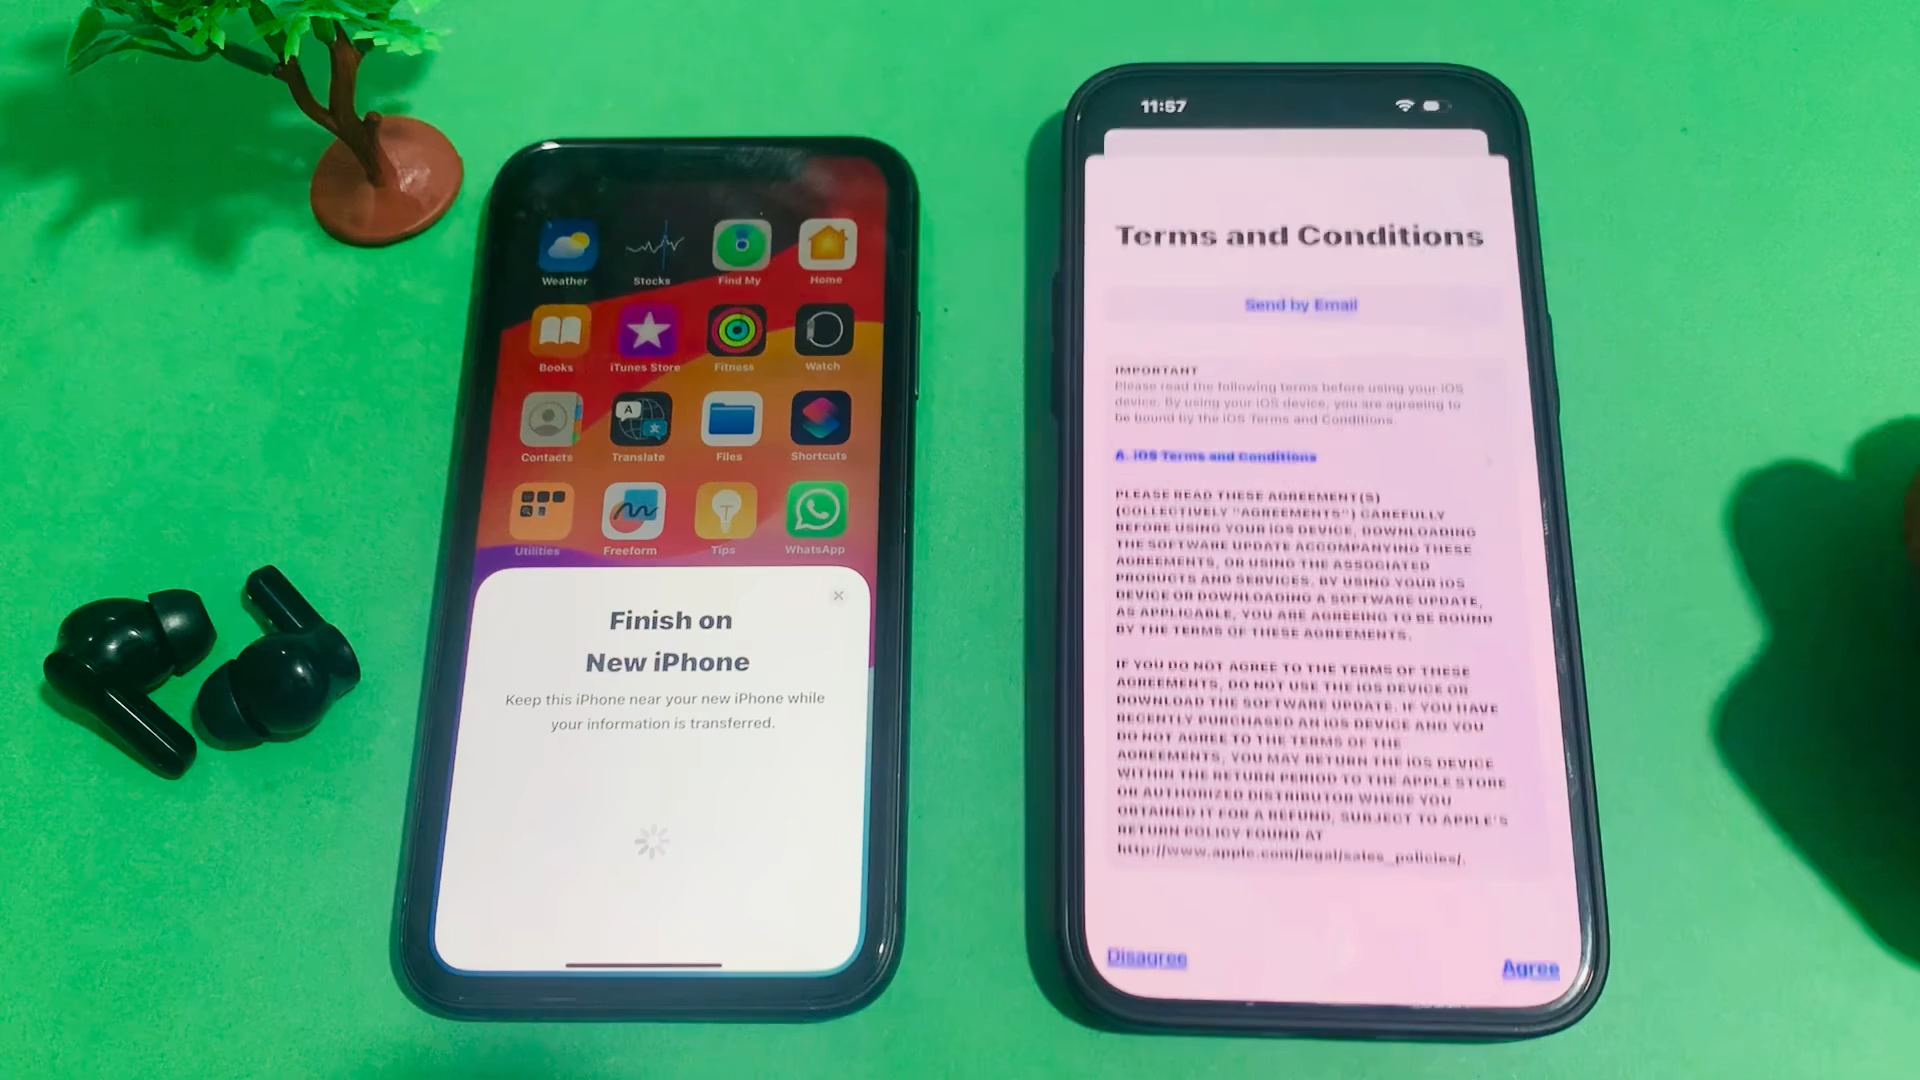 Weather Stocks Find My Home
Books iTunes Store Fitness Watch
Contacts Translate Files Shortcuts
Utilities Freeform Tips WhatsApp
Finish on
New iPhone
Keep this iPhone near your new iPhone while
your information is transferred.
11:57
Terms and Conditions
Send by Email
IMPORTANT
Please read the following terms before using your iOS
device. By using your iOS device, you are agreeing to
be bound by the iOS Terms and Conditions.
A. iOS Terms and Conditions
PLEASE READ THESE AGREEMENT(S)
(COLLECTIVELY "AGREEMENTS") CAREFULLY
BEFORE USING YOUR iOS DEVICE, DOWNLOADING
THE SOFTWARE UPDATE ACCOMPANYING THESE
AGREEMENTS, OR USING THE ASSOCIATED
PRODUCTS AND SERVICES. BY USING YOUR iOS
DEVICE OR DOWNLOADING A SOFTWARE UPDATE,
AS APPLICABLE, YOU ARE AGREEING TO BE BOUND
BY THE TERMS OF THESE AGREEMENTS.
IF YOU DO NOT AGREE TO THE TERMS OF THESE
AGREEMENTS, DO NOT USE THE iOS DEVICE OR
DOWNLOAD THE SOFTWARE UPDATE. IF YOU HAVE
RECENTLY PURCHASED AN iOS DEVICE AND YOU
DO NOT AGREE TO THE TERMS OF THE
AGREEMENTS, YOU MAY RETURN THE iOS DEVICE
WITHIN THE RETURN PERIOD TO THE APPLE STORE
OR AUTHORIZED DISTRIBUTOR WHERE YOU
OBTAINED IT FOR A REFUND, SUBJECT TO APPLE'S
RETURN POLICY FOUND AT
http://www.apple.com/legal/sales_policies/.
Disagree Agree